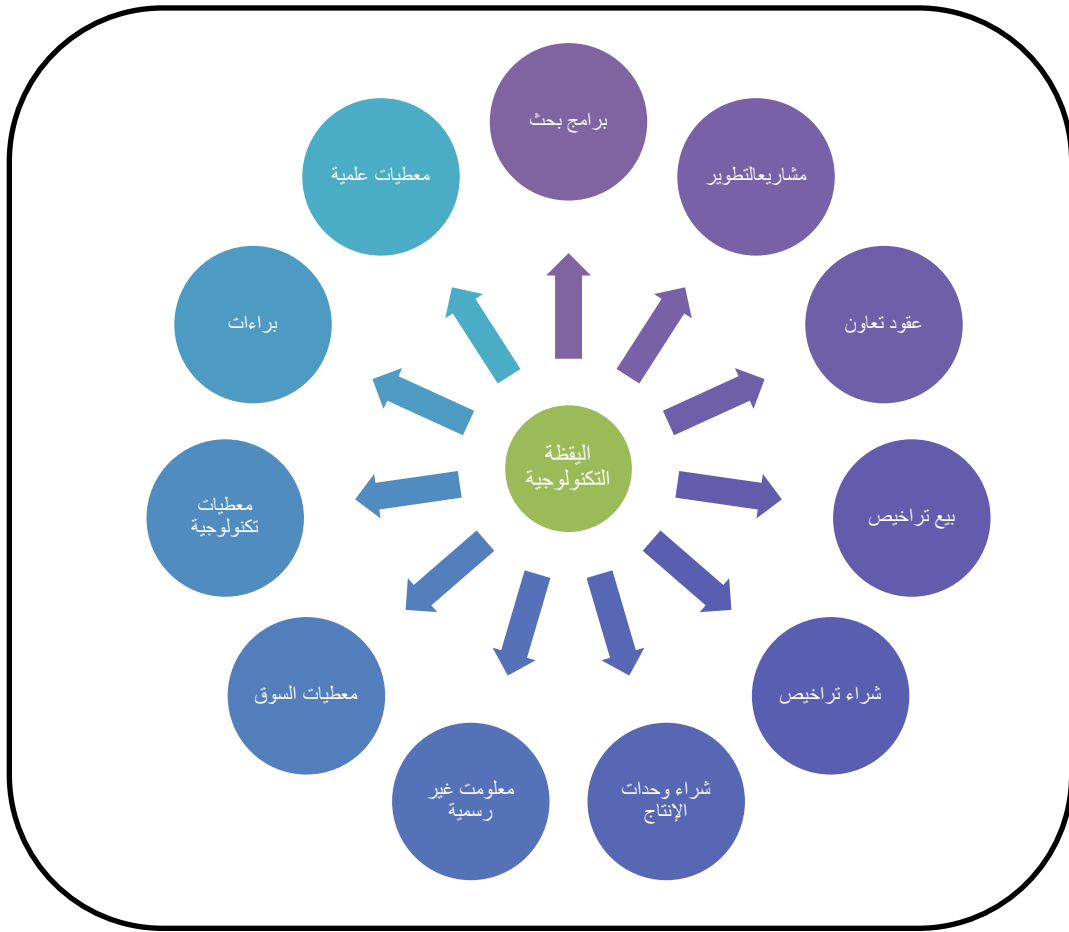 برامج بحث
مشاريعالتطوير
عقود تعاون
بيع تراخيص
شراء تراخيص
شراء وحدات
الإنتاج
معلومت غير
رسمية
معطيات السوق
معطيات
تكنولوجية
براءات
معطيات علمية
اليقظة
التكنولوجية